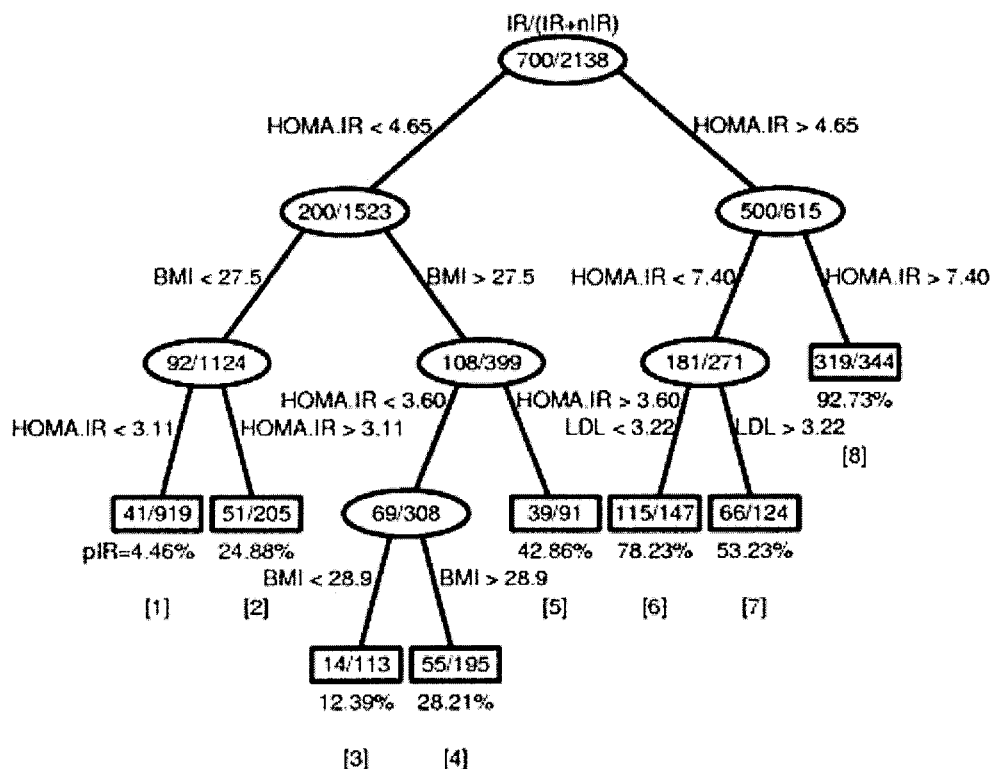 IR/(IR+nIR)
700/2138
HOMA.IR < 4.65
HOMA.IR > 4.65
200/1523
500/615
BMI < 27.5
BMI > 27.5
HOMA.IR < 7.40
HOMA.IR > 7.40
92/1124
108/399
181/271
319/344
92.73%
[8]
HOMA.IR < 3.60
HOMA.IR > 3.60
HOMA.IR < 3.11
HOMA.IR > 3.11
LDL < 3.22
LDL > 3.22
41/919
51/205
69/308
39/91
115/147
66/124
pIR=4.46%
24.88%
42.86%
78.23%
53.23%
BMI < 28.9
BMI > 28.9
[1]
[2]
[5]
[6]
[7]
14/113
55/195
12.39%
28.21%
[3]
[4]